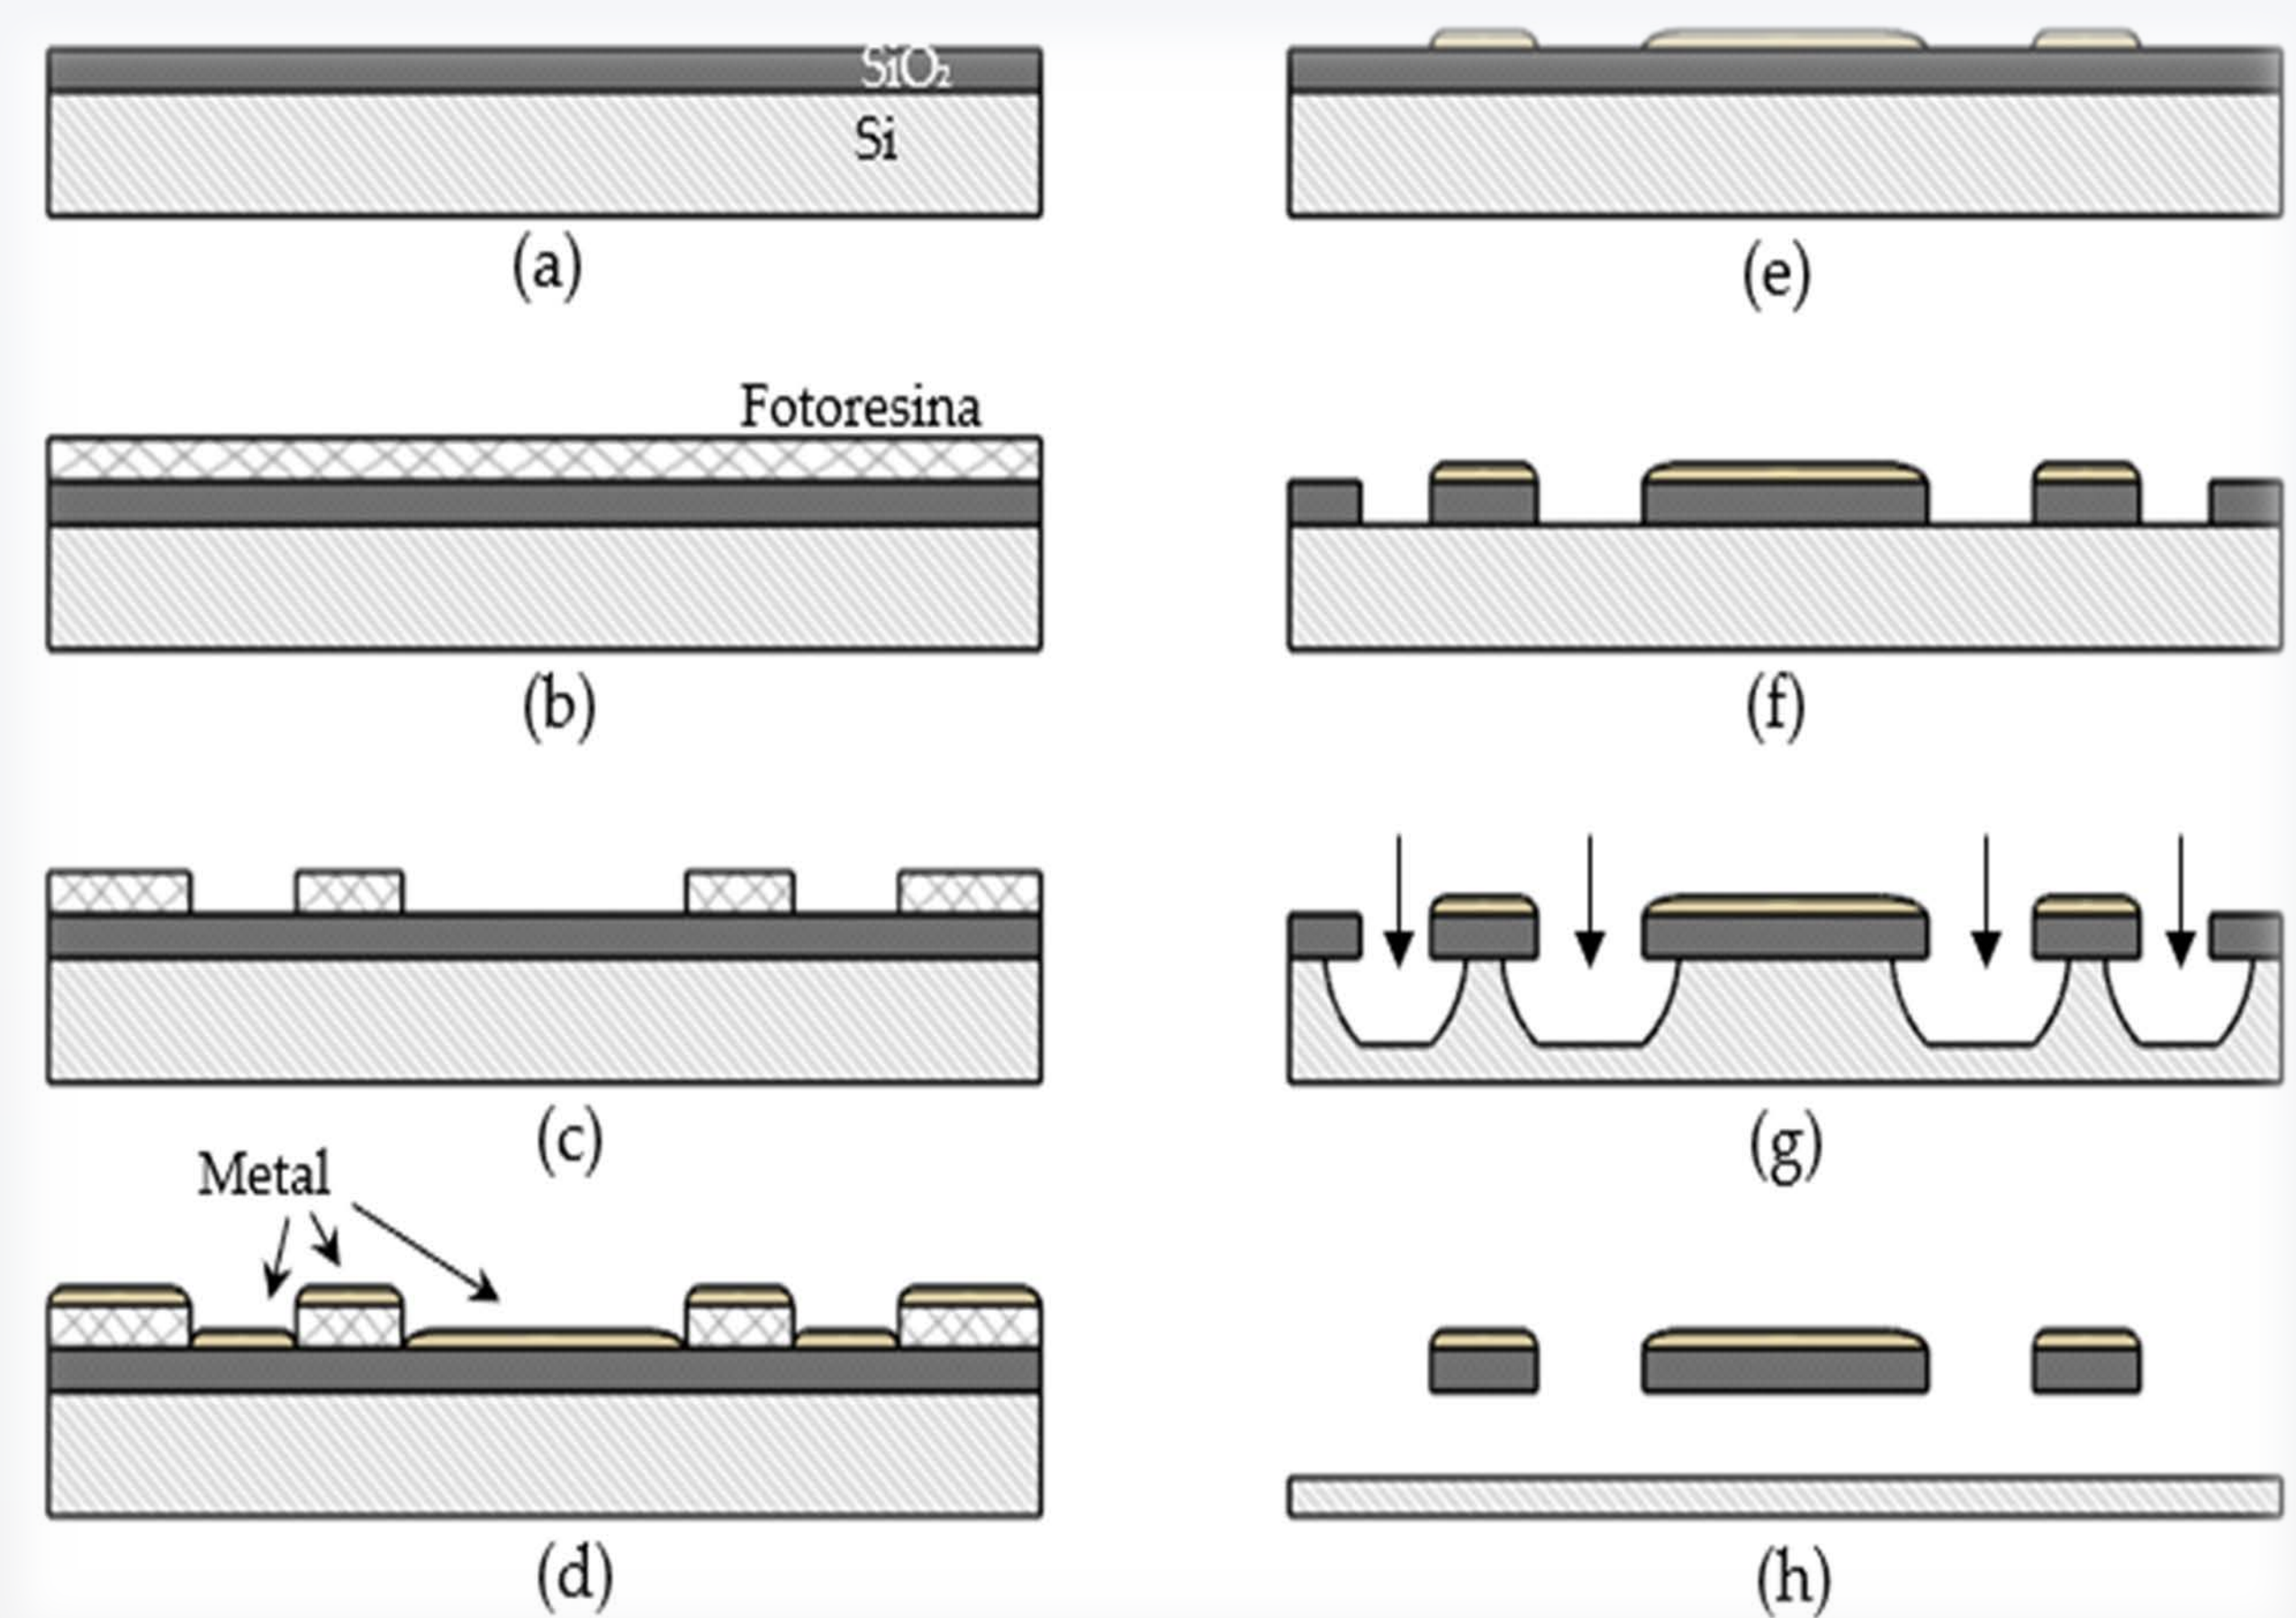 SiO₂
Si
(a)
Fotoresina
(b)
(c)
Metal
(d)
(e)
(f)
(g)
(h)